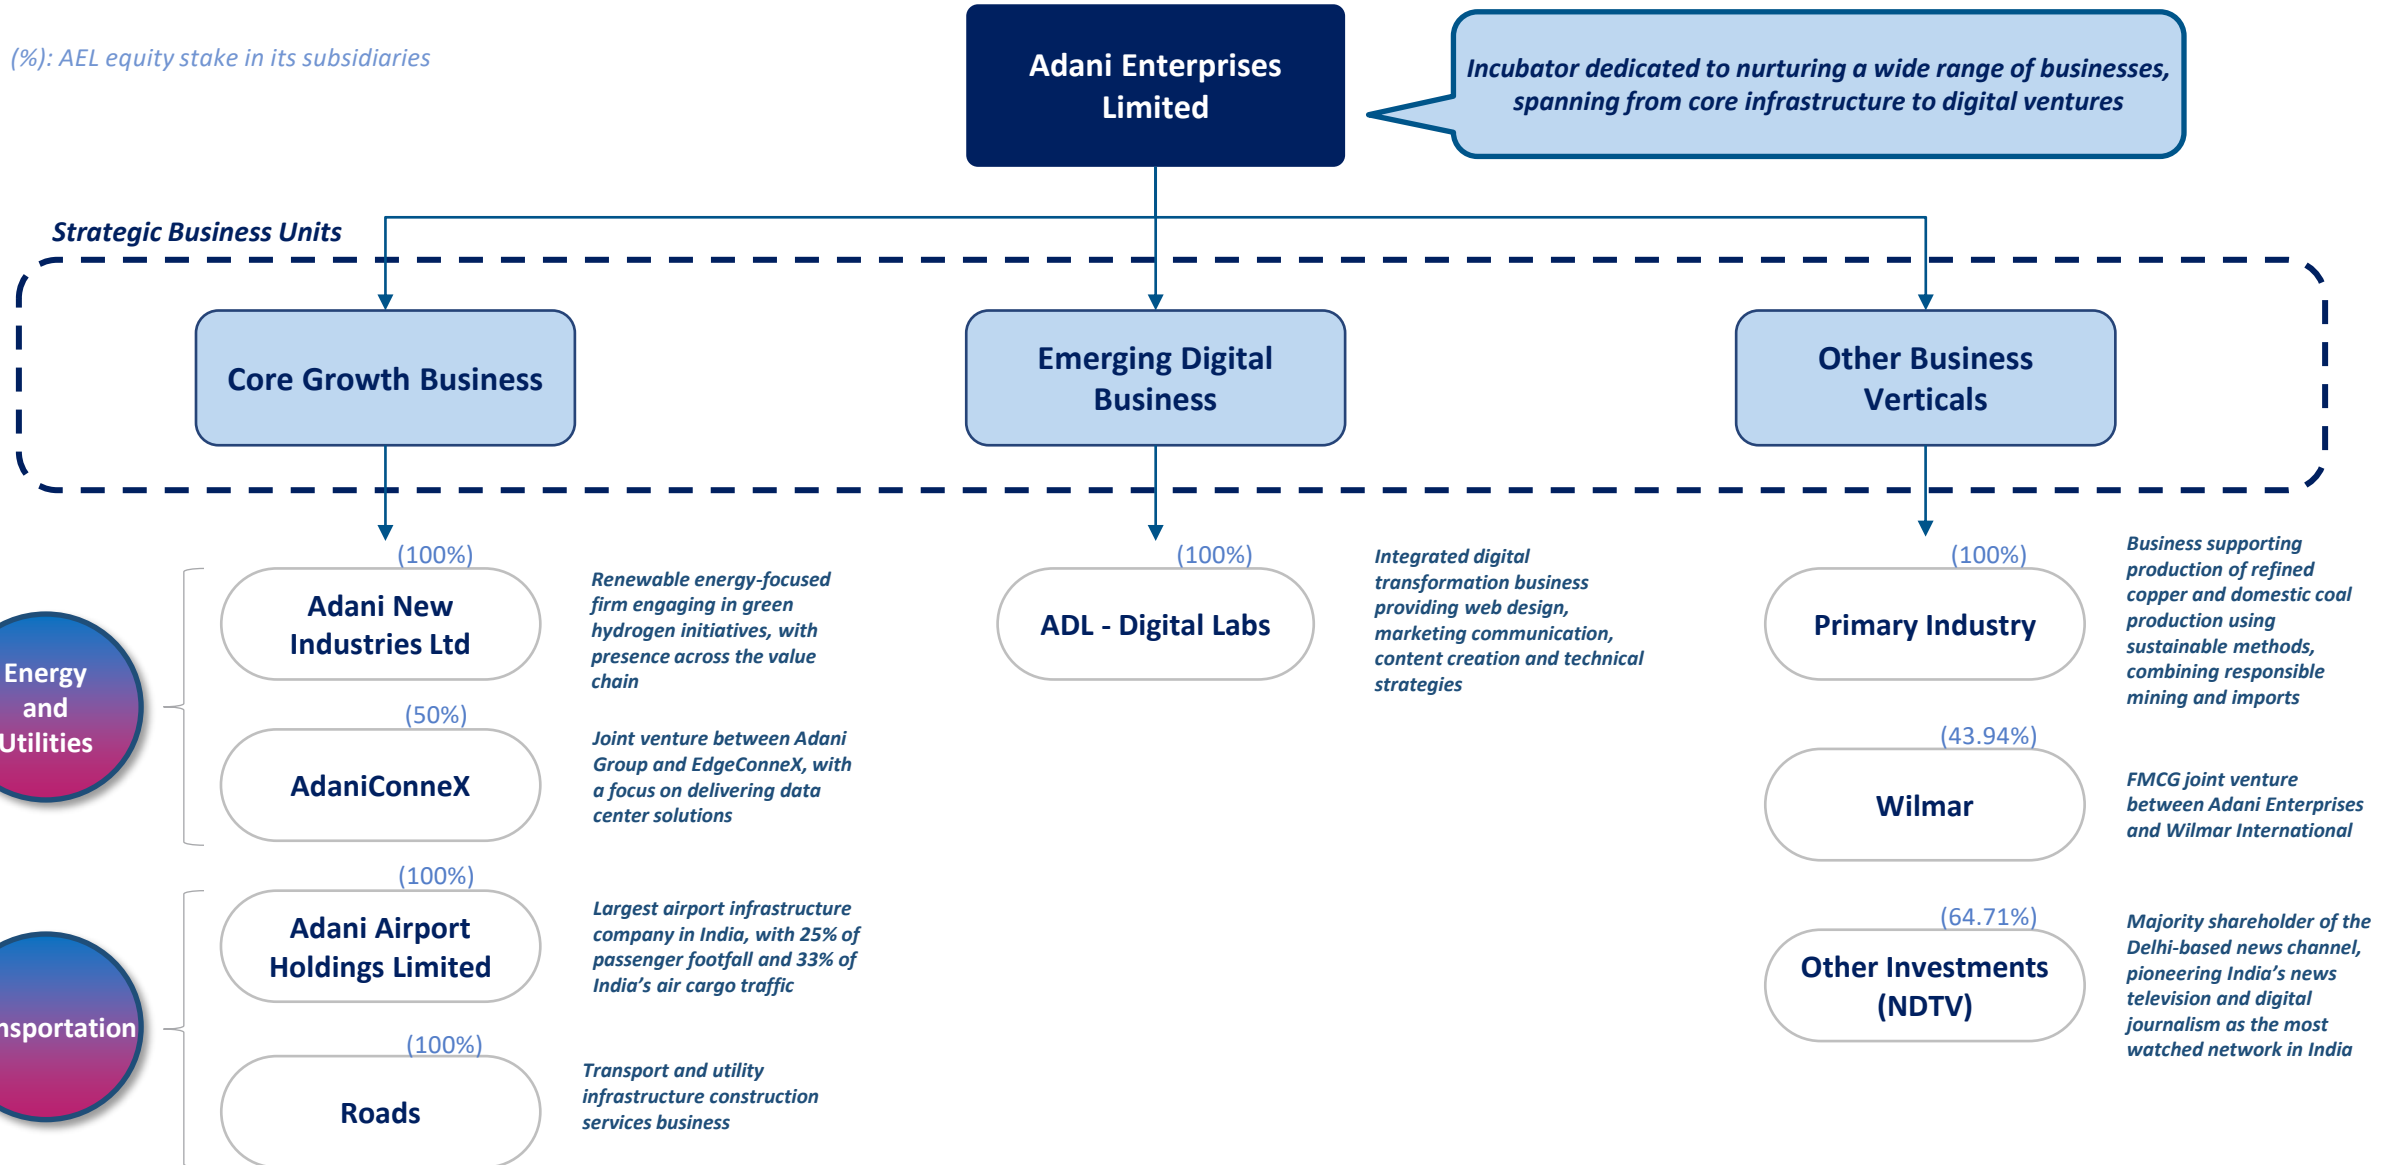 (%): AEL equity stake in its subsidiaries
Adani Enterprises
Limited
Incubator dedicated to nurturing a wide range of businesses,
spanning from core infrastructure to digital ventures
Strategic Business Units
Core Growth Business
Emerging Digital
Business
Other Business
Verticals
Energy
and
Utilities
(100%)
Adani New
Industries Ltd
Renewable energy-focused
firm engaging in green
hydrogen initiatives, with
presence across the value
chain
(50%)
AdaniConneX
Joint venture between Adani
Group and EdgeConneX, with
a focus on delivering data
center solutions
nsportation
(100%)
Adani Airport
Holdings Limited
Largest airport infrastructure
company in India, with 25% of
passenger footfall and 33% of
India's air cargo traffic
(100%)
Roads
Transport and utility
infrastructure construction
services business
(100%)
ADL - Digital Labs
Integrated digital
transformation business
providing web design,
marketing communication,
content creation and technical
strategies
(100%)
Primary Industry
Business supporting
production of refined
copper and domestic coal
production using
sustainable methods,
combining responsible
mining and imports
(43.94%)
Wilmar
FMCG joint venture
between Adani Enterprises
and Wilmar International
(64.71%)
Other Investments
(NDTV)
Majority shareholder of the
Delhi-based news channel,
pioneering India's news
television and digital
journalism as the most
watched network in India